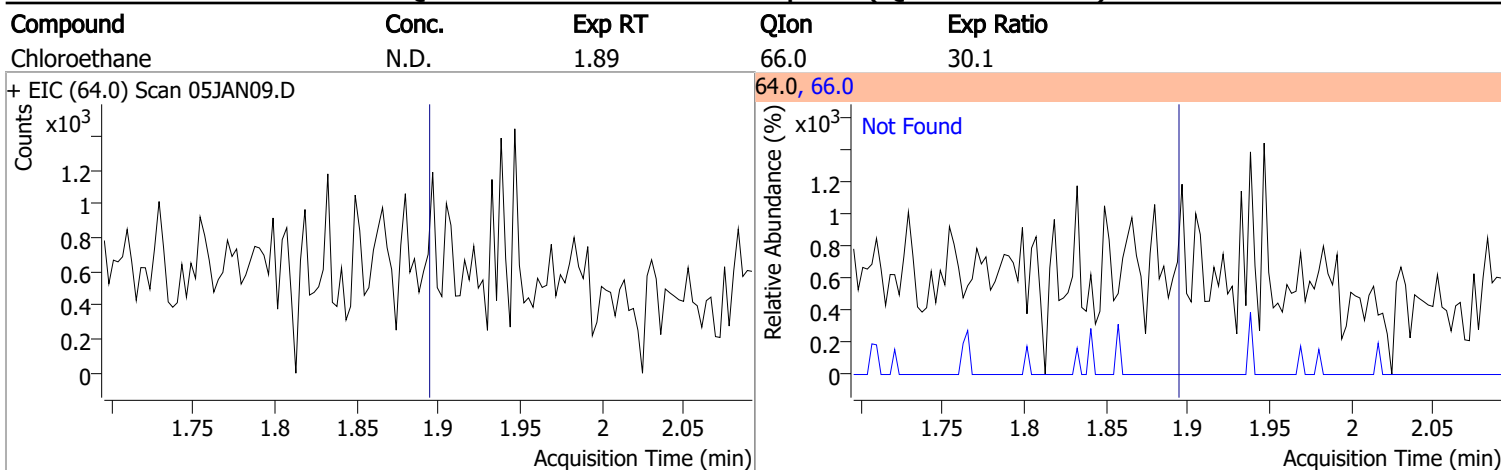 Compound Conc. Exp RT QIon Exp Ratio
Chloroethane N.D. 1.89 66.0 30.1
+ EIC (64.0) Scan 05JAN09.D
Counts
x10³
1.2
1
0.8
0.6
0.4
0.2
0
1.75 1.8 1.85 1.9 1.95 2 2.05
Acquisition Time (min)
64.0, 66.0
Relative Abundance (%)
x10³
Not Found
1.2
1
0.8
0.6
0.4
0.2
0
1.75 1.8 1.85 1.9 1.95 2 2.05
Acquisition Time (min)